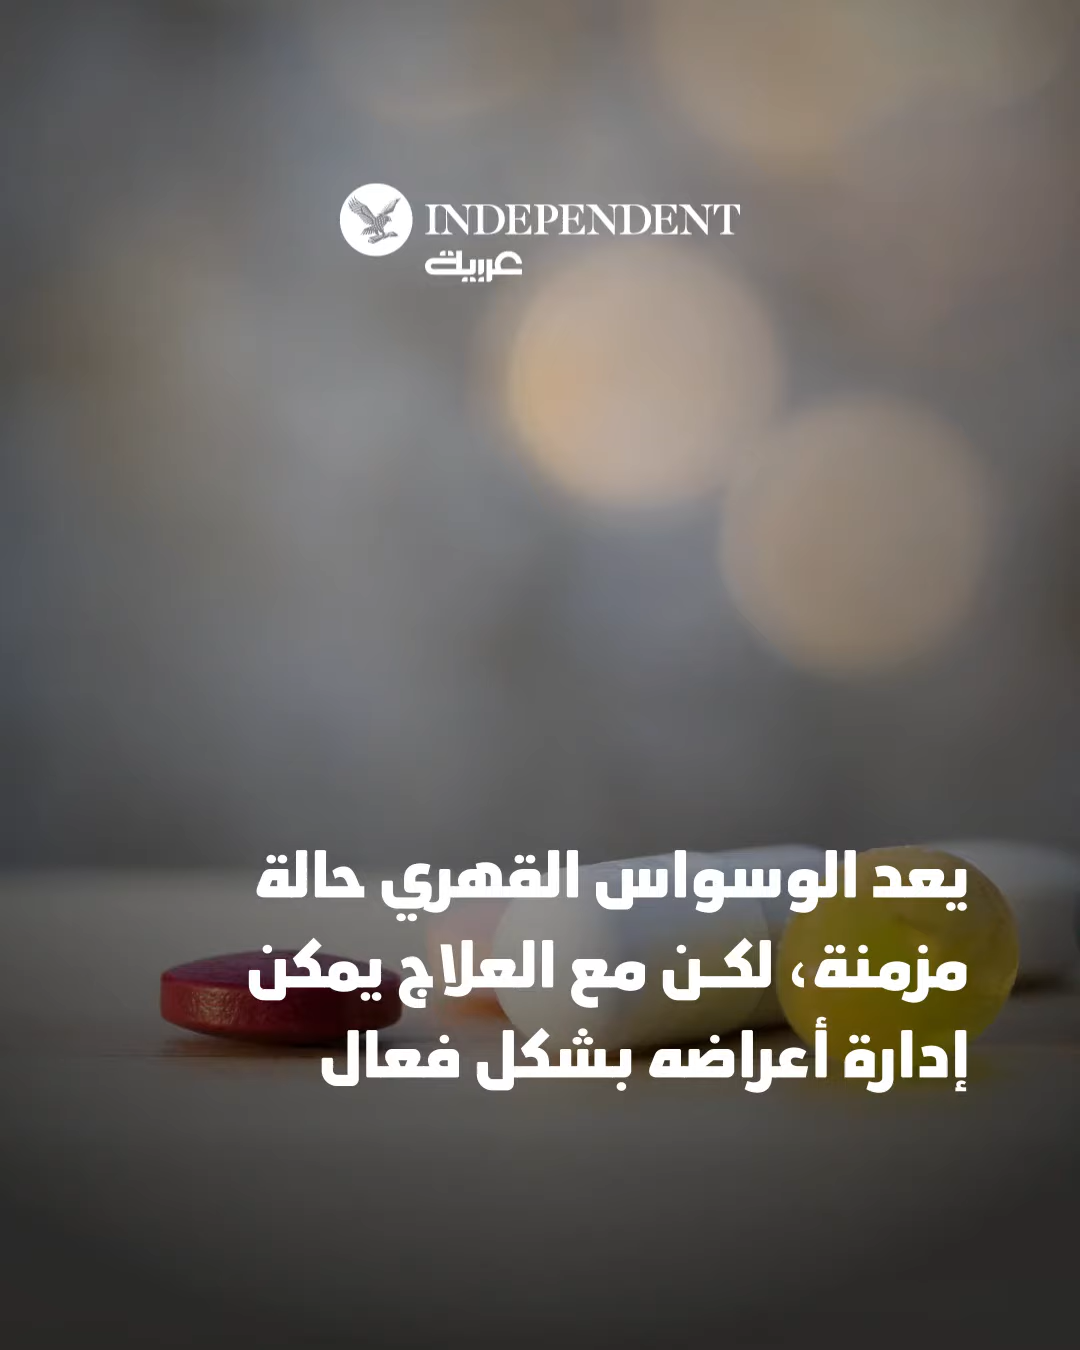 INDEPENDENT
عربية
يعد الوسواس القهري حالة
مزمنة، لكن مع العلاج يمكن
إدارة أعراضه بشكل فعال